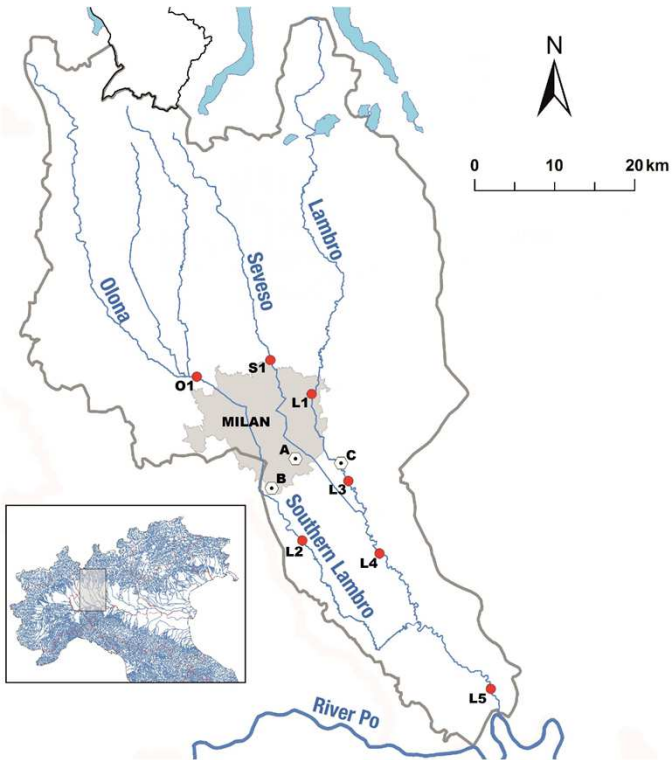 N
0 10 20 km
Lambro
Seveso
Olona
S1
O1
L1
MILAN
A
C
B
L3
Southern Lambro
L2
L4
L5
River Po